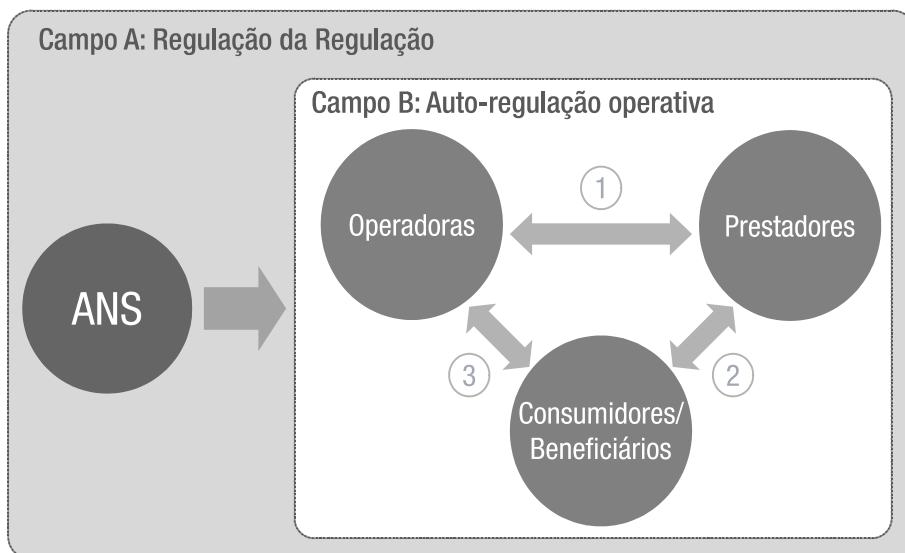 Campo A: Regulação da Regulação
Campo B: Auto-regulação operativa
1
Operadoras
Prestadores
ANS
3
2
Consumidores/
Beneficiários